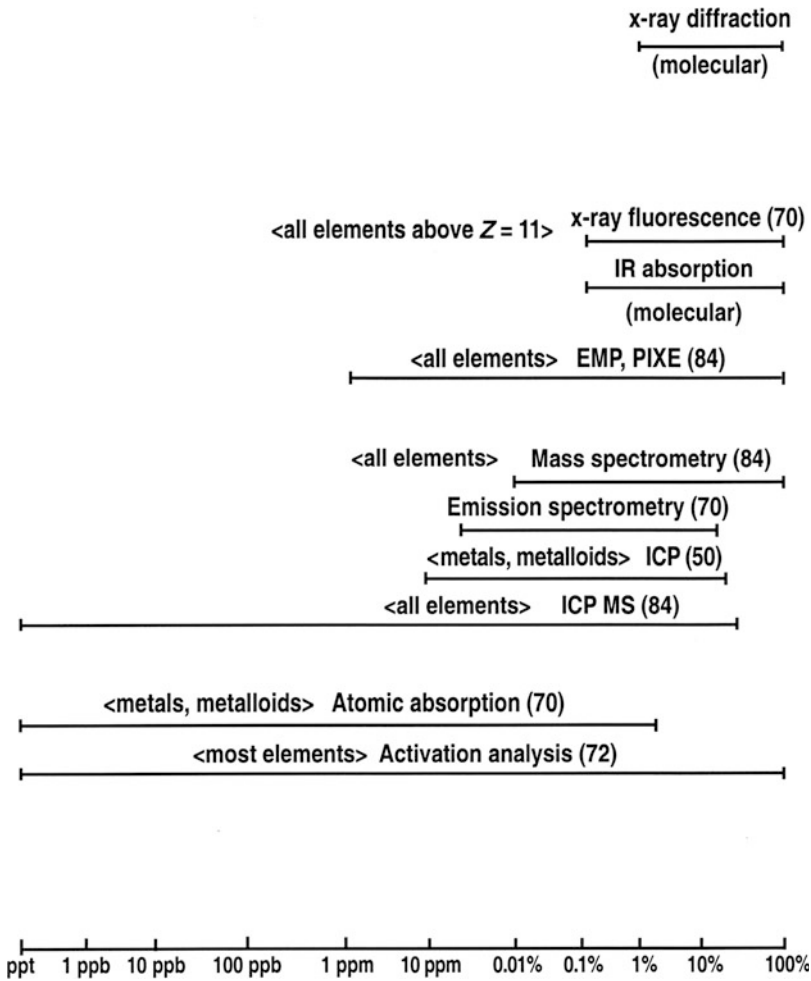 x-ray diffraction
(molecular)
x-ray fluorescence (70)
<all elements above Z = 11>
IR absorption
(molecular)
<all elements> EMP, PIXE (84)
<all elements> Mass spectrometry (84)
Emission spectrometry (70)
<metals, metalloids> ICP (50)
<all elements> ICP MS (84)
<metals, metalloids> Atomic absorption (70)
<most elements> Activation analysis (72)
ppt 1 ppb 10 ppb 100 ppb 1 ppm 10 ppm 0.01% 0.1% 1% 10% 100%